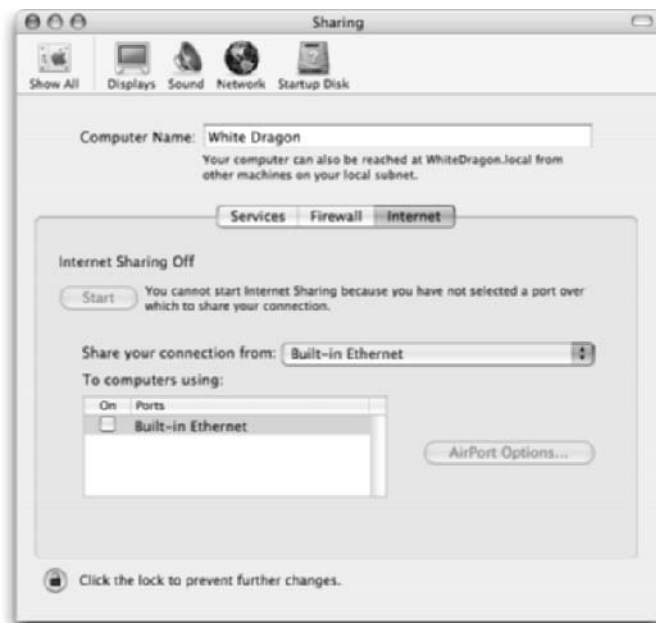 Sharing
Show All
Displays
Sound
Network
Startup Disk
Computer Name: White Dragon
Your computer can also be reached at WhiteDragon.local from
other machines on your local subnet.
Services
Firewall
Internet
Internet Sharing Off
Start
You cannot start Internet Sharing because you have not selected a port over
which to share your connection.
Share your connection from: Built-in Ethernet
To computers using:
On Ports
Built-in Ethernet
AirPort Options...
Click the lock to prevent further changes.